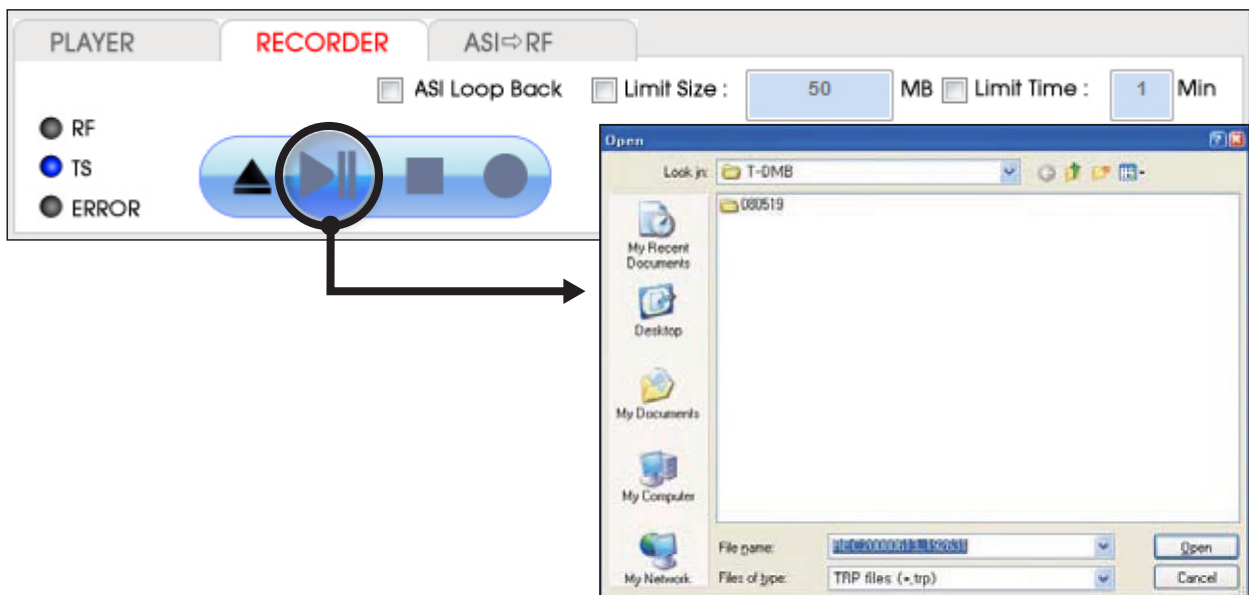 PLAYER RECORDER ASI⇨RF
ASI Loop Back Limit Size : 50 MB Limit Time : 1 Min
RF
TS
ERROR
Open
Look in: T-DMB
080519
My Recent
Documents
Desktop
My Documents
My Computer
My Network
File name: Open
Files of type: TRP files (*.trp) Cancel